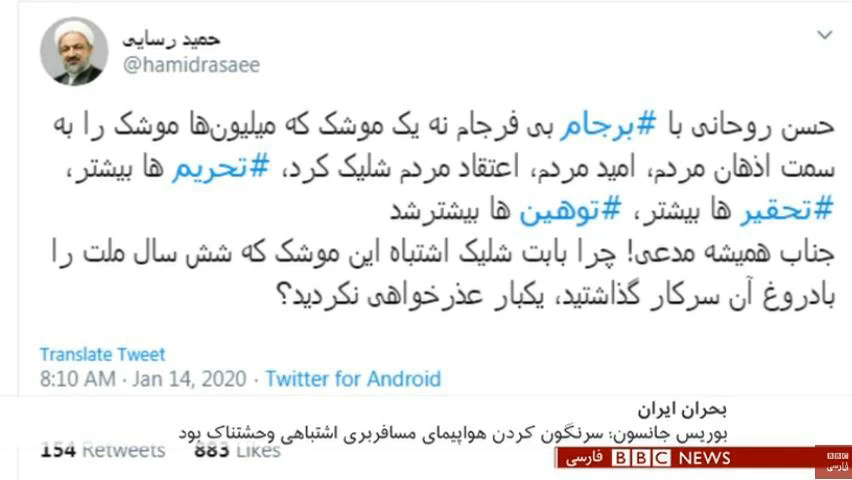 حمید رسایی
@hamidrasaee
حسن روحانی با #برجام بی فرجام نه یک موشک که میلیون‌ها موشک را به
سمت اذهان مردم، امید مردم، اعتقاد مردم شلیک کرد، #تحریم ها بیشتر،
#تحقیر ها بیشتر، #توهین ها بیشترشد
جناب همیشه مدعی! چرا بابت شلیک اشتباه این موشک که شش سال ملت را
بادروغ آن سرکار گذاشتید، یکبار عذرخواهی نکردید؟
Translate Tweet
8:10 AM · Jan 14, 2020 · Twitter for Android
بحران ایران
بوریس جانسون: سرنگون کردن هواپیمای مسافربری اشتباهی وحشتناک بود
154 Retweets 883 Likes
BBC NEWS فارسی
BBC فارسی